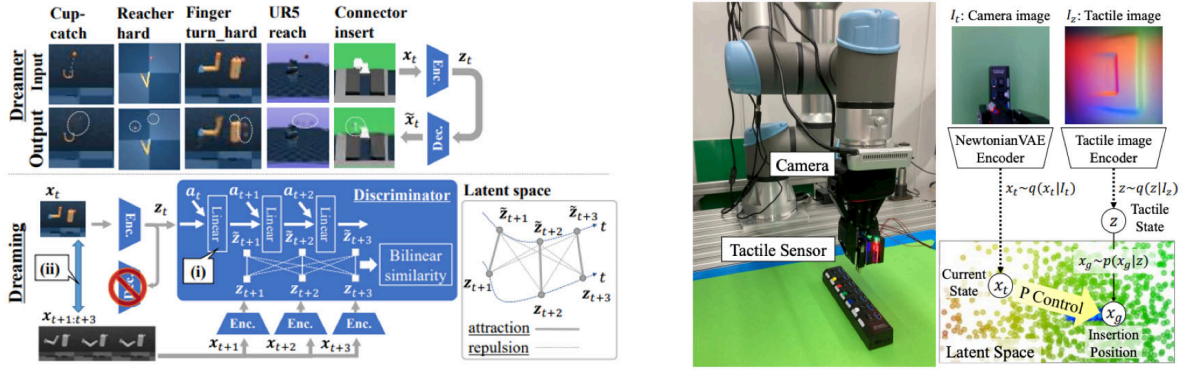 Cup-
catch
Reacher
hard
Finger
turn_hard
UR5
reach
Connector
insert
Dreamer
Input
Output
x_t
Enc.
z_t
x̃_t
Dec.
Dreaming
x_t
Enc.
z_t
(ii)
x_{t+1:t+3}
Discriminator
a_t
a_{t+1}
a_{t+2}
Linear
Linear
Linear
z̃_{t+1}
z̃_{t+2}
z̃_{t+3}
(i)
Bilinear
similarity
z_{t+1}
z_{t+2}
z_{t+3}
Enc.
Enc.
Enc.
x_{t+1}
x_{t+2}
x_{t+3}
Latent space
z̃_{t+1}
z̃_{t+2}
z̃_{t+3}
t
z_{t+1}
t
z_{t+3}
z_{t+2}
attraction
repulsion
Camera
Tactile Sensor
I_t: Camera image
I_z: Tactile image
NewtonianVAE
Encoder
Tactile image
Encoder
x_t~q(x_t|I_t)
z~q(z|I_z)
z
Tactile
State
x_g~p(x_g|z)
Current
State
x_t
P Control
x_g
Insertion
Position
Latent Space